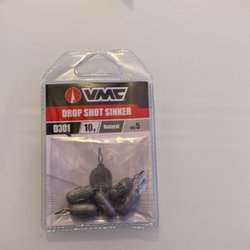 VMC
DROP SHOT SINKER
D301 10g Natural 5